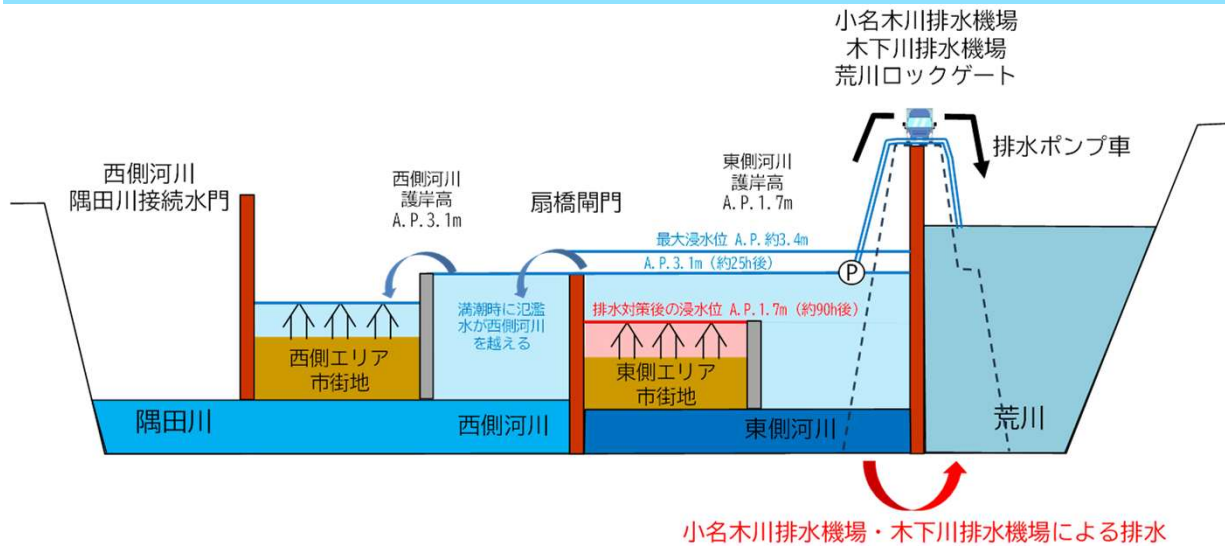 小名木川排水機場
木下川排水機場
荒川ロックゲート
排水ポンプ車
西側河川
隅田川接続水門
西側河川
護岸高
A.P.3.1m
扇橋閘門
東側河川
護岸高
A.P.1.7m
最大浸水位 A.P.約3.4m
A.P.3.1m（約25h後）
P
満潮時に氾濫
水が西側河川
を越える
排水対策後の浸水位 A.P.1.7m（約90h後）
西側エリア
市街地
東側エリア
市街地
隅田川
西側河川
東側河川
荒川
小名木川排水機場・木下川排水機場による排水